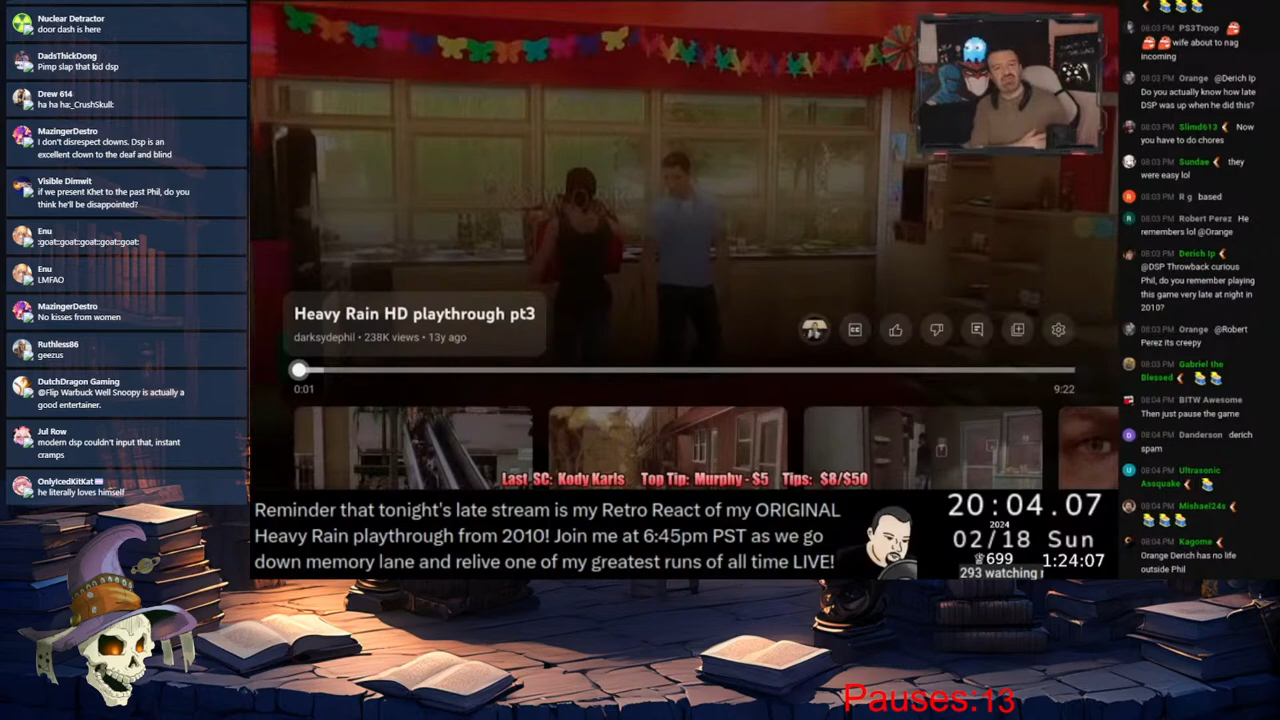 Nuclear Detractor
door dash is here
DadsThickDong
Pimp slap that kid dsp
Drew 614
ha ha ha:_CrushSkull:
MazingerDestro
I don't disrespect clowns. Dsp is an
excellent clown to the deaf and blind
Visible Dimwit
if we present Khet to the past Phil, do you
think he'll be disappointed?
Enu
:goat::goat::goat::goat::goat:
Enu
LMFAO
MazingerDestro
No kisses from women
Ruthless86
geezus
DutchDragon Gaming
@Flip Warbuck Well Snoopy is actually a
good entertainer.
Jul Row
modern dsp couldn't input that, instant
cramps
OnlyIcedKitKat
he literally loves himself
Heavy Rain HD playthrough pt3
darksydephil • 238K views • 13y ago
CC
0:01
9:22
Last SC: Kody Karls Top Tip: Murphy - $5 Tips: $8/$50
Reminder that tonight's late stream is my Retro React of my ORIGINAL
Heavy Rain playthrough from 2010! Join me at 6:45pm PST as we go
down memory lane and relive one of my greatest runs of all time LIVE!
20:04.07
2024
02/18 Sun
699
1:24:07
293 watching
08:03 PM PS3Troop
wife about to nag
incoming
08:03 PM Orange @Derich Ip
Do you actually know how late
DSP was up when he did this?
08:03 PM Slimd613 Now
you have to do chores
08:03 PM Sundae they
were easy lol
08:03 PM R g based
08:03 PM Robert Perez He
remembers lol @Orange
08:03 PM Derich Ip
@DSP Throwback curious
Phil, do you remember playing
this game very late at night in
2010?
08:03 PM Orange @Robert
Perez its creepy
08:03 PM Gabriel the
Blessed
08:04 PM BITW Awesome
Then just pause the game
08:04 PM Danderson derich
spam
08:04 PM Ultrasonic
Assquake
08:04 PM Mishael24s
08:04 PM Kagome
Orange Derich has no life
outside Phil
Pauses:13